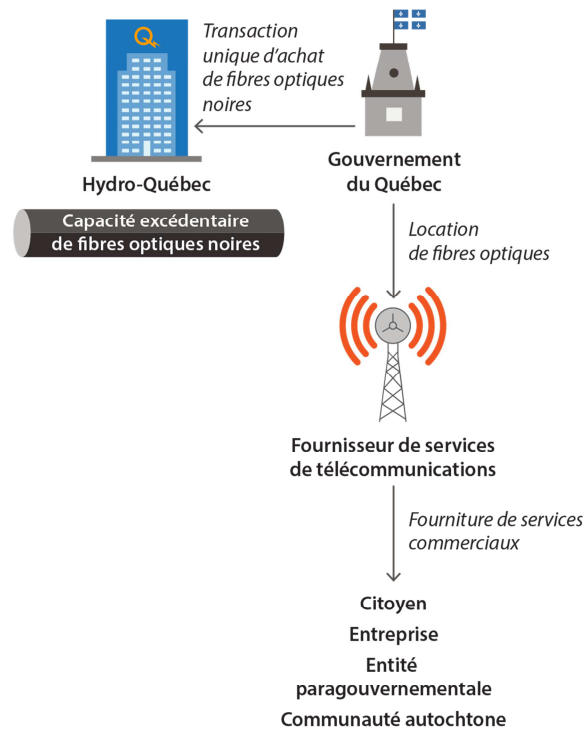 Transaction
unique d'achat
de fibres optiques
noires
Hydro-Québec
Gouvernement
du Québec
Capacité excédentaire
de fibres optiques noires
Location
de fibres optiques
Fournisseur de services
de télécommunications
Fourniture de services
commerciaux
Citoyen
Entreprise
Entité
paragouvernementale
Communauté autochtone